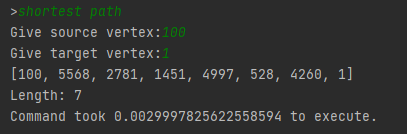 >shortest path
Give source vertex:100
Give target vertex:1
[100, 5568, 2781, 1451, 4997, 528, 4260, 1]
Length: 7
Command took 0.0029997825622558594 to execute.